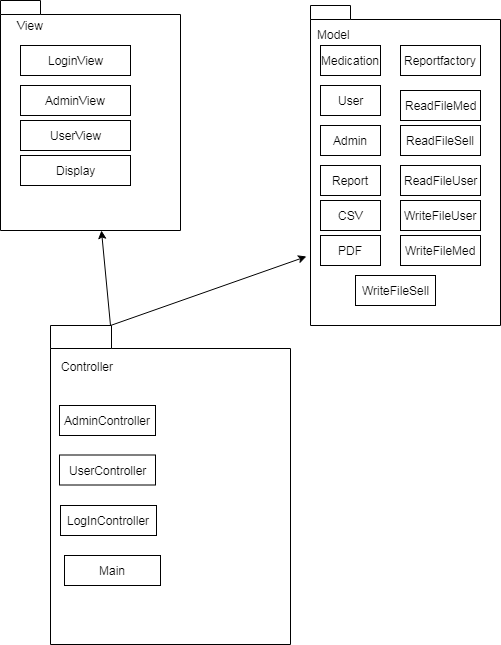 View
LoginView
AdminView
UserView
Display
Model
Medication
Reportfactory
User
ReadFileMed
Admin
ReadFileSell
Report
ReadFileUser
CSV
WriteFileUser
PDF
WriteFileMed
WriteFileSell
Controller
AdminController
UserController
LogInController
Main